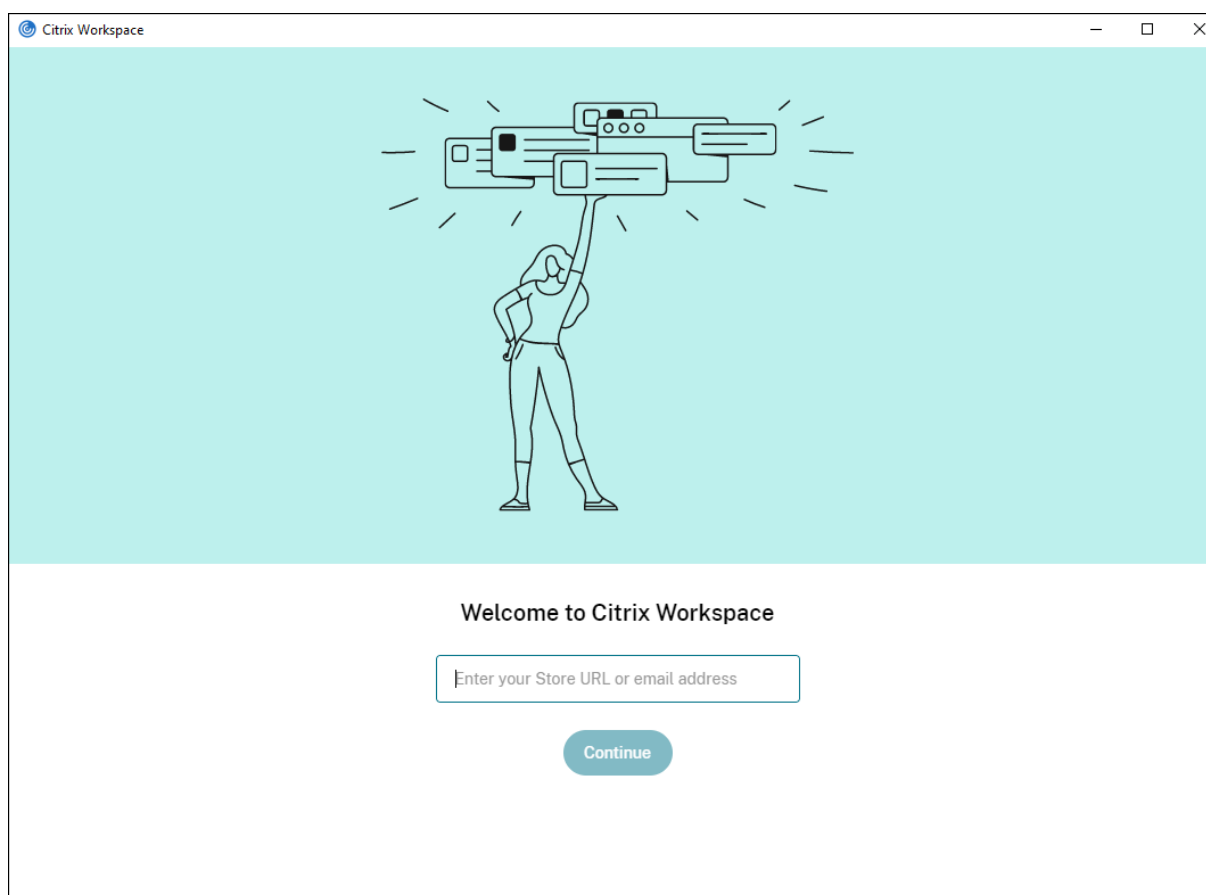 Citrix Workspace
Welcome to Citrix Workspace
Enter your Store URL or email address
Continue